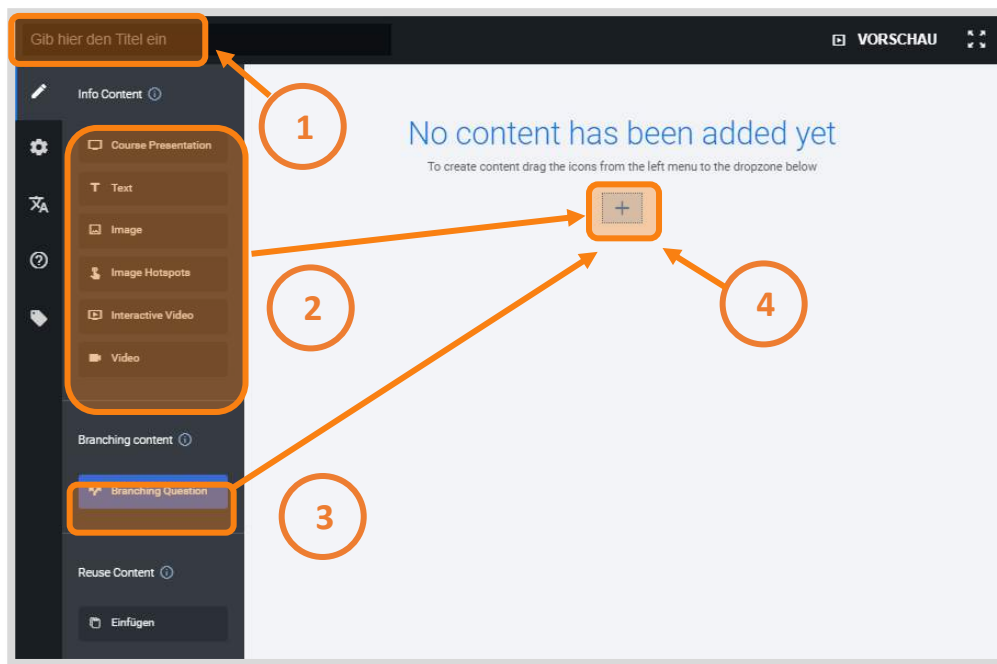 Gib hier den Titel ein
VORSCHAU
Info Content
1
Course Presentation
Text
Image
Image Hotspots
Interactive Video
Video
2
No content has been added yet
To create content drag the icons from the left menu to the dropzone below
+
4
Branching content
Branching Question
3
Reuse Content
Einfügen